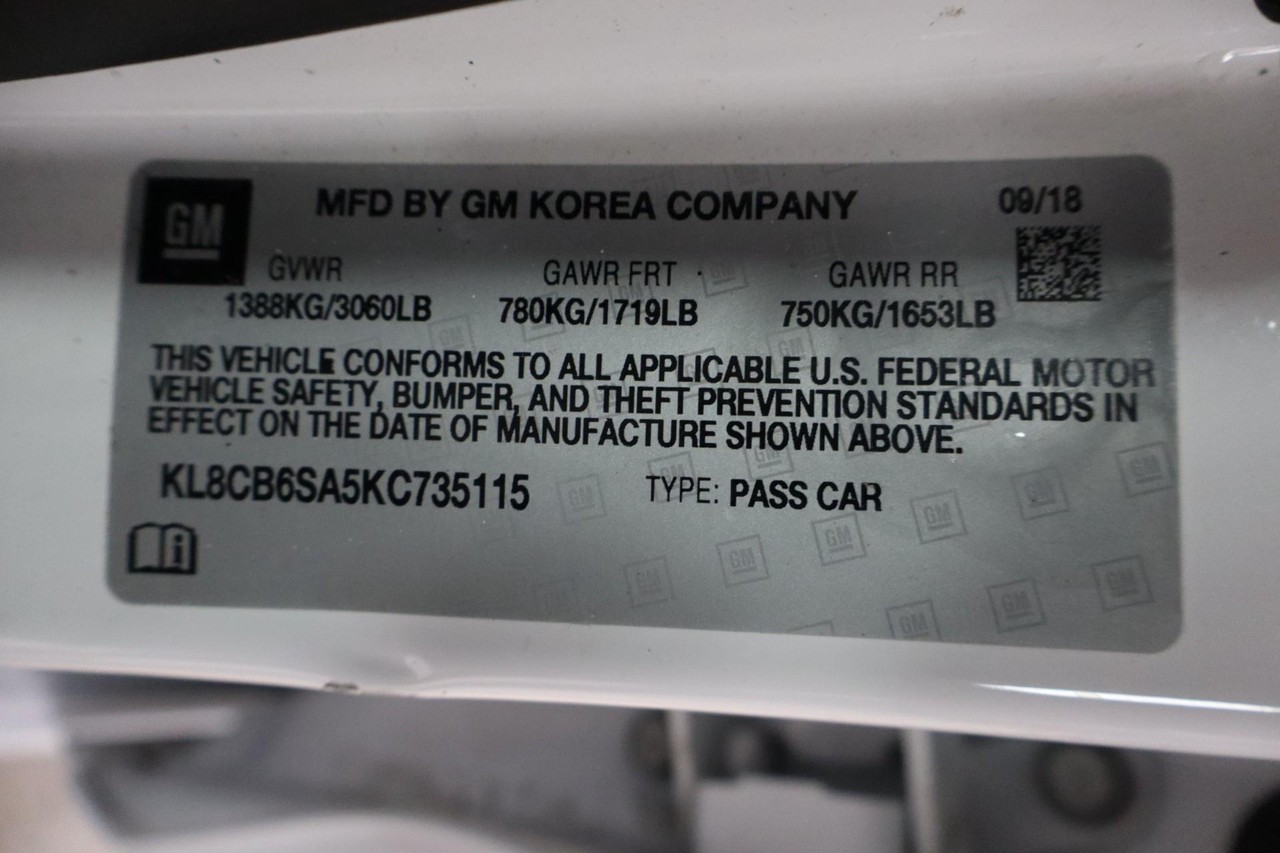 GM
MFD BY GM KOREA COMPANY 09/18
GVWR GAWR FRT GAWR RR
1388KG/3060LB 780KG/1719LB 750KG/1653LB
THIS VEHICLE CONFORMS TO ALL APPLICABLE U.S. FEDERAL MOTOR
VEHICLE SAFETY, BUMPER, AND THEFT PREVENTION STANDARDS IN
EFFECT ON THE DATE OF MANUFACTURE SHOWN ABOVE.
KL8CB6SA5KC735115 TYPE: PASS CAR
i